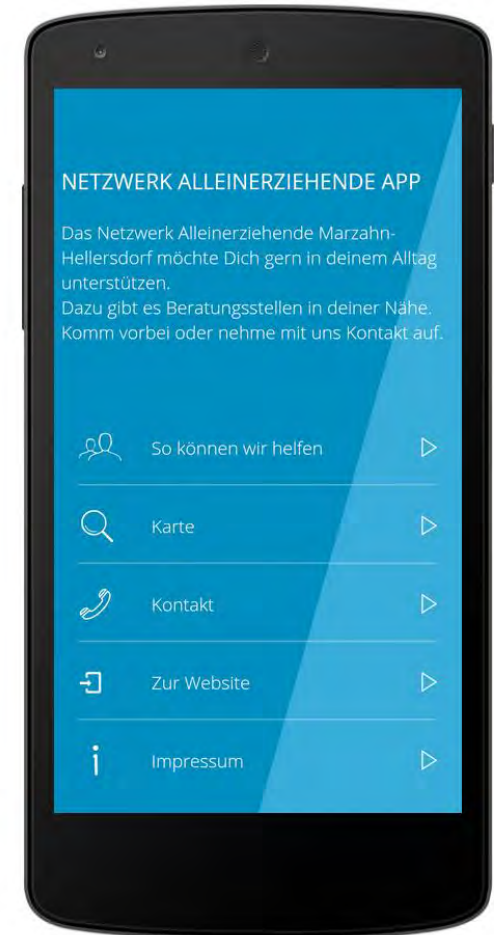 NETZWERK ALLEINERZIEHENDE APP
Das Netzwerk Alleinerziehende Marzahn-
Hellersdorf möchte Dich gern in deinem Alltag
unterstützen.
Dazu gibt es Beratungsstellen in deiner Nähe.
Komm vorbei oder nehme mit uns Kontakt auf.
So können wir helfen
Karte
Kontakt
Zur Website
Impressum